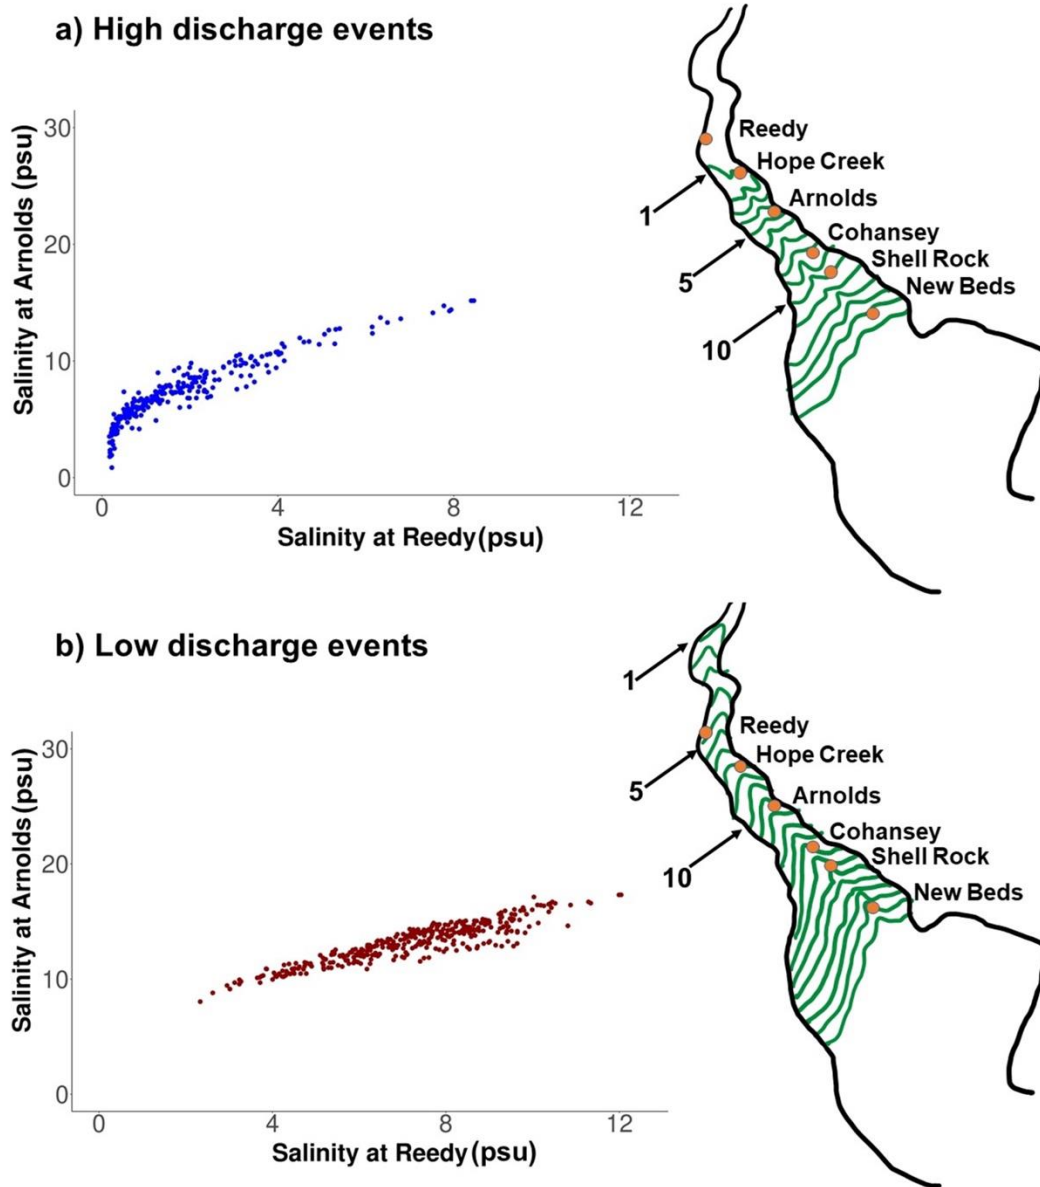 a) High discharge events
Salinity at Arnolds (psu)
30
20
10
0
0 4 8 12
Salinity at Reedy (psu)
Reedy
Hope Creek
Arnolds
Cohansey
Shell Rock
New Beds
1
5
10
b) Low discharge events
Salinity at Arnolds (psu)
30
20
10
0
0 4 8 12
Salinity at Reedy (psu)
1
Reedy
Hope Creek
5
Arnolds
Cohansey
Shell Rock
10
New Beds